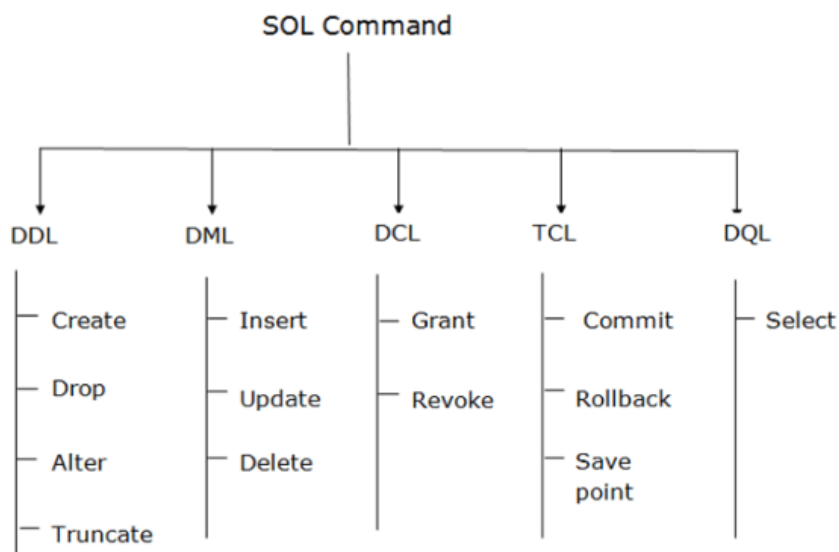 SOL Command
DDL DML DCL TCL DQL
Create Insert Grant Commit Select
Drop Update Revoke Rollback
Alter Delete Save
point
Truncate